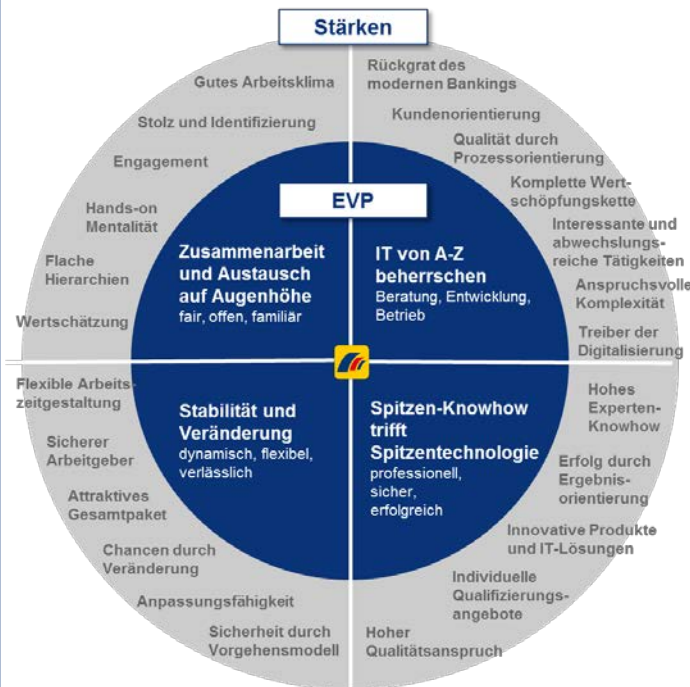 Stärken
Gutes Arbeitsklima
Stolz und Identifizierung
Engagement
Hands-on
Mentalität
Flache
Hierarchien
Wertschätzung
Rückgrat des
modernen Bankings
Kundenorientierung
Qualität durch
Prozessorientierung
Komplette Wert-
schöpfungskette
Interessante und
abwechslungs-
reiche Tätigkeiten
Anspruchsvolle
Komplexität
Treiber der
Digitalisierung
EVP
Zusammenarbeit
und Austausch
auf Augenhöhe
fair, offen, familiär
IT von A-Z
beherrschen
Beratung, Entwicklung,
Betrieb
Stabilität und
Veränderung
dynamisch, flexibel,
verlässlich
Spitzen-Knowhow
trifft
Spitzentechnologie
professionell,
sicher,
erfolgreich
Flexible Arbeits-
zeitgestaltung
Sicherer
Arbeitgeber
Attraktives
Gesamtpaket
Chancen durch
Veränderung
Anpassungsfähigkeit
Sicherheit durch
Vorgehensmodell
Hohes
Experten-
Knowhow
Erfolg durch
Ergebnis-
orientierung
Innovative Produkte
und IT-Lösungen
Individuelle
Qualifizierungs-
angebote
Hoher
Qualitätsanspruch